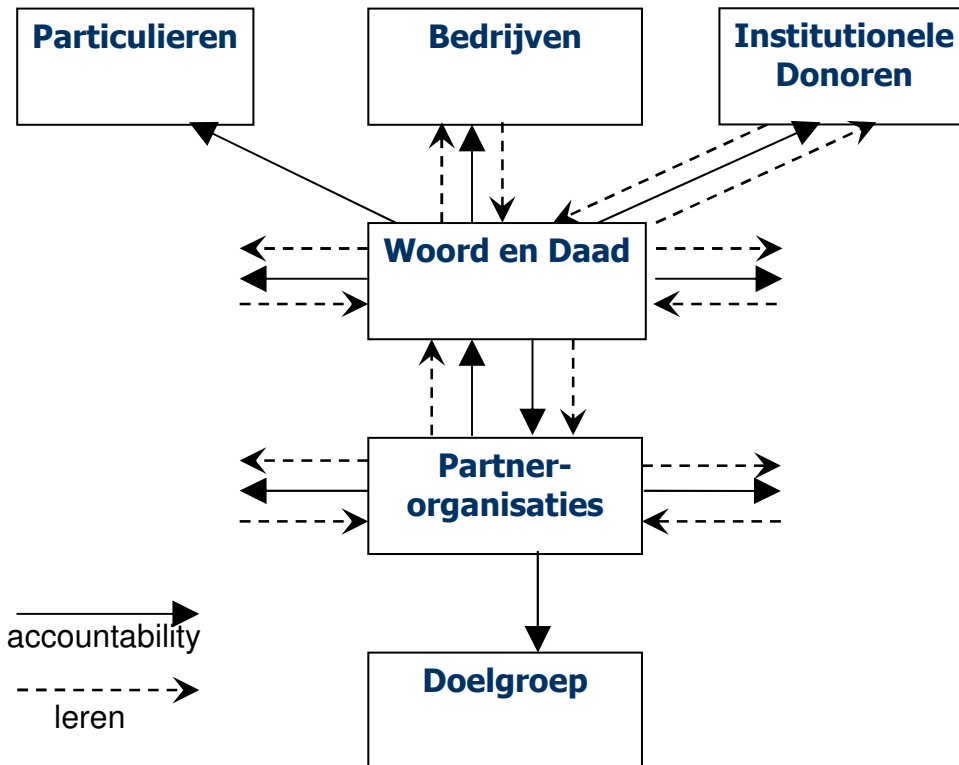 Particulieren
Bedrijven
Institutionele
Donoren
Woord en Daad
Partner-
organisaties
accountability
leren
Doelgroep